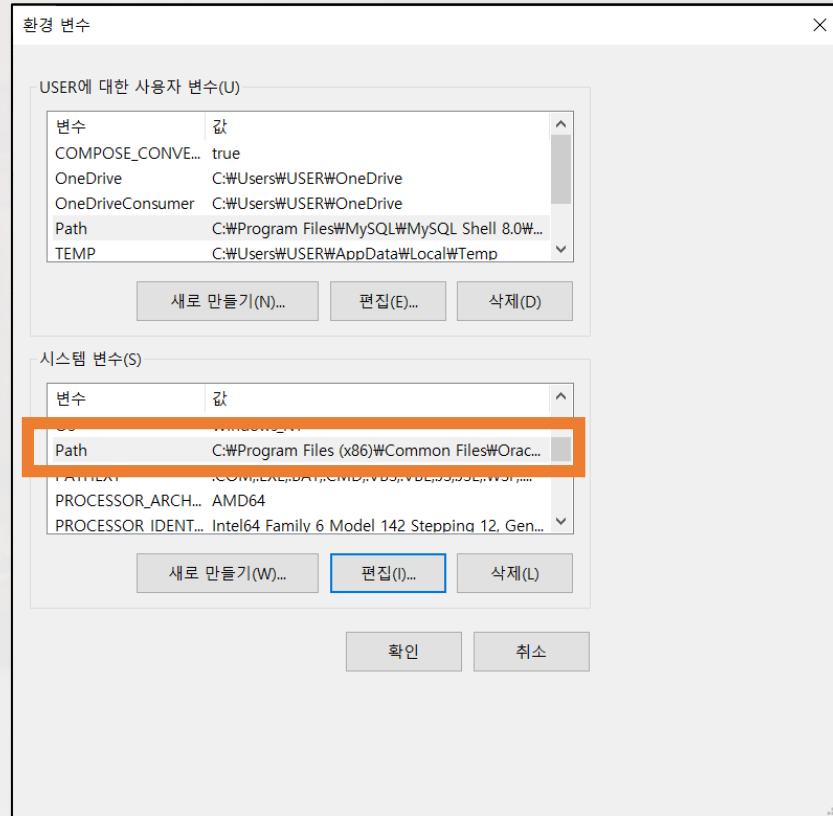 환경 변수
USER에 대한 사용자 변수(U)
변수 값
COMPOSE_CONVE... true
OneDrive C:₩Users₩USER₩OneDrive
OneDriveConsumer C:₩Users₩USER₩OneDrive
Path C:₩Program Files₩MySQL₩MySQL Shell 8.0₩...
TEMP C:₩Users₩USER₩AppData₩Local₩Temp
새로 만들기(N)... 편집(E)... 삭제(D)
시스템 변수(S)
변수 값
Path C:₩Program Files (x86)₩Common Files₩Orac...
PROCESSOR_ARCH... AMD64
PROCESSOR_IDENT... Intel64 Family 6 Model 142 Stepping 12, Gen...
새로 만들기(W)... 편집(I)... 삭제(L)
확인 취소